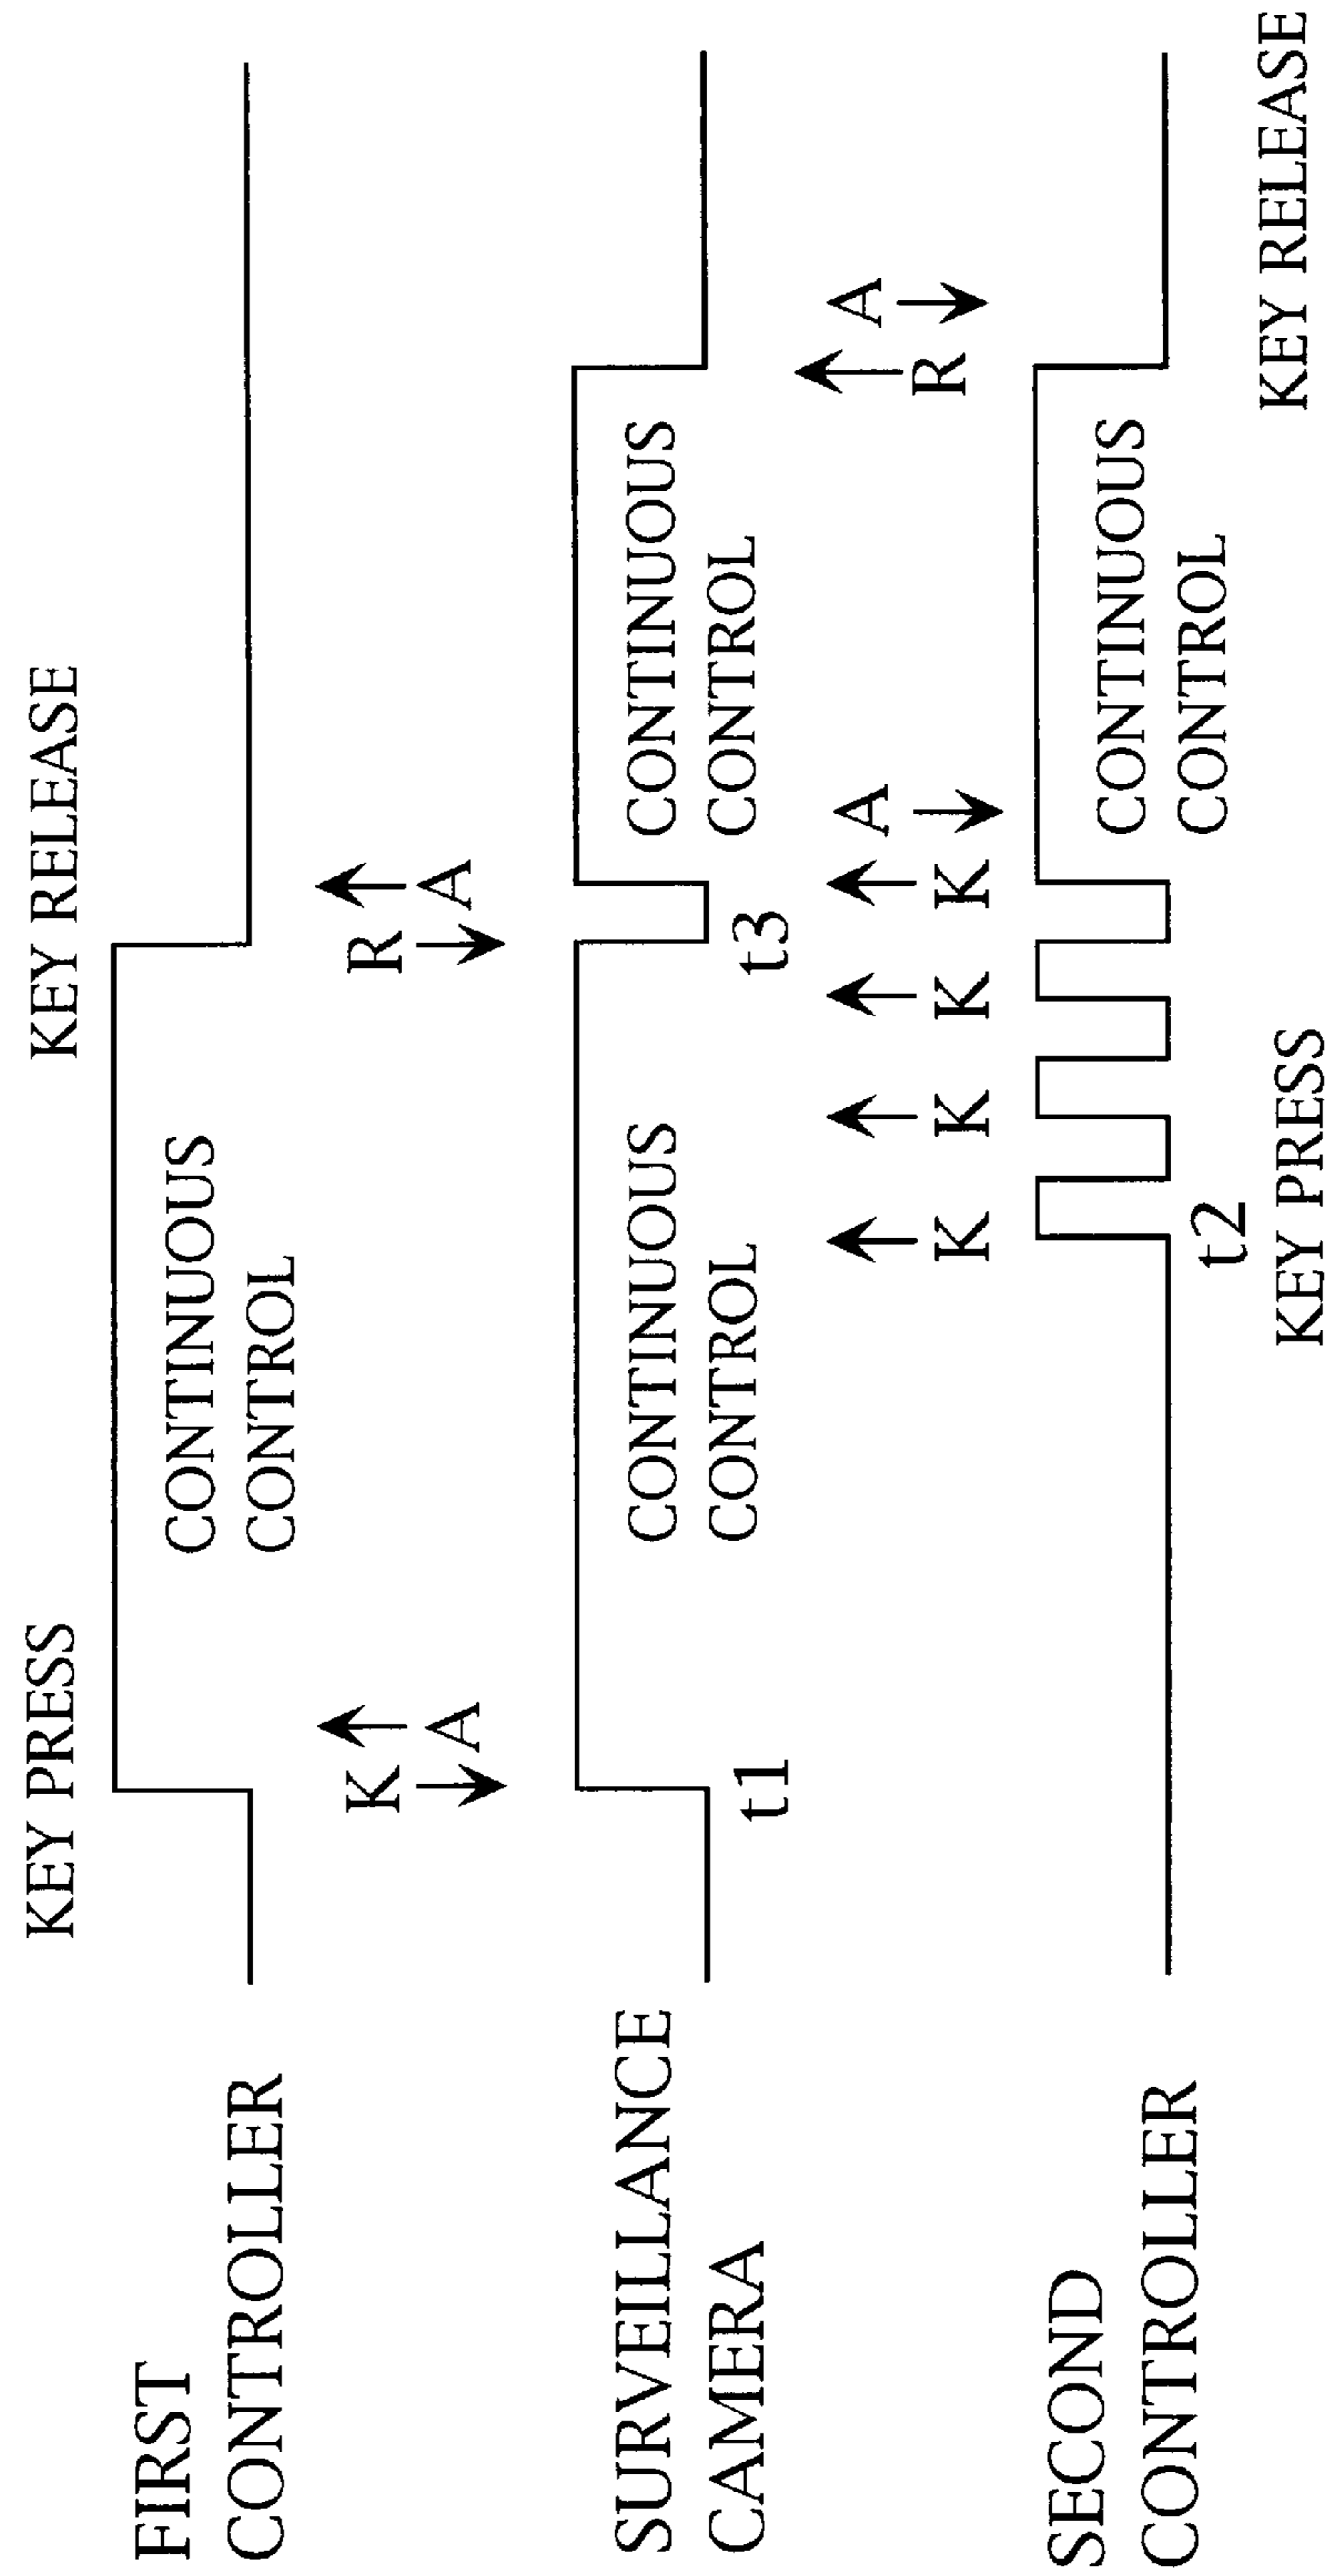 KEY PRESS
KEY RELEASE
FIRST
CONTROLLER
CONTINUOUS
CONTROL
K
A
R
A
SURVEILLANCE
CAMERA
CONTINUOUS
CONTROL
CONTINUOUS
CONTROL
t1
t3
A
A
K
K
K
K
R
SECOND
CONTROLLER
CONTINUOUS
CONTROL
t2
KEY PRESS
KEY RELEASE